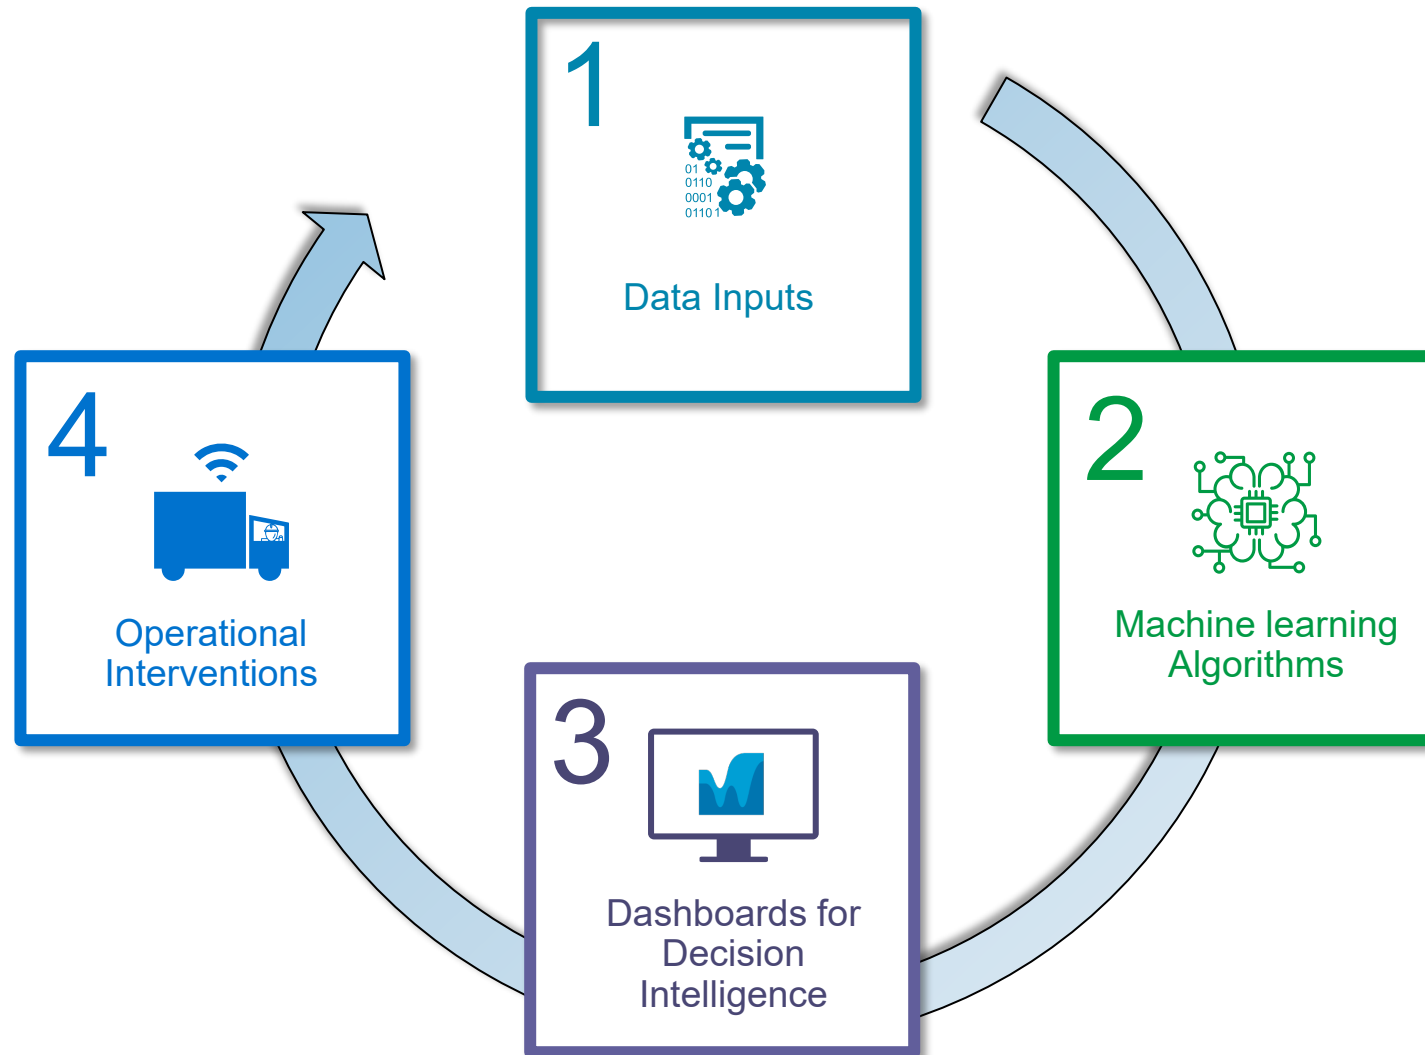 1
01
0110
0001
01101
Data Inputs
2
Machine learning
Algorithms
3
Dashboards for
Decision
Intelligence
4
Operational
Interventions